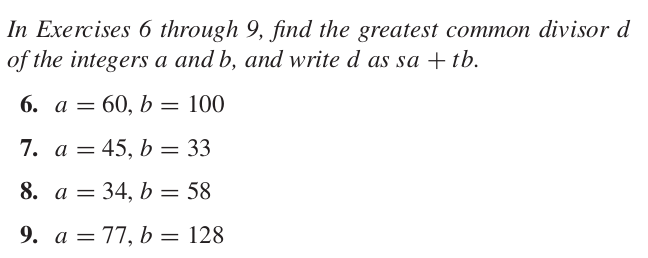 In Exercises 6 through 9, find the greatest common divisor d
of the integers a and b, and write d as sa + tb.
6. a = 60, b = 100
7. a = 45, b = 33
8. a = 34, b = 58
9. a = 77, b = 128